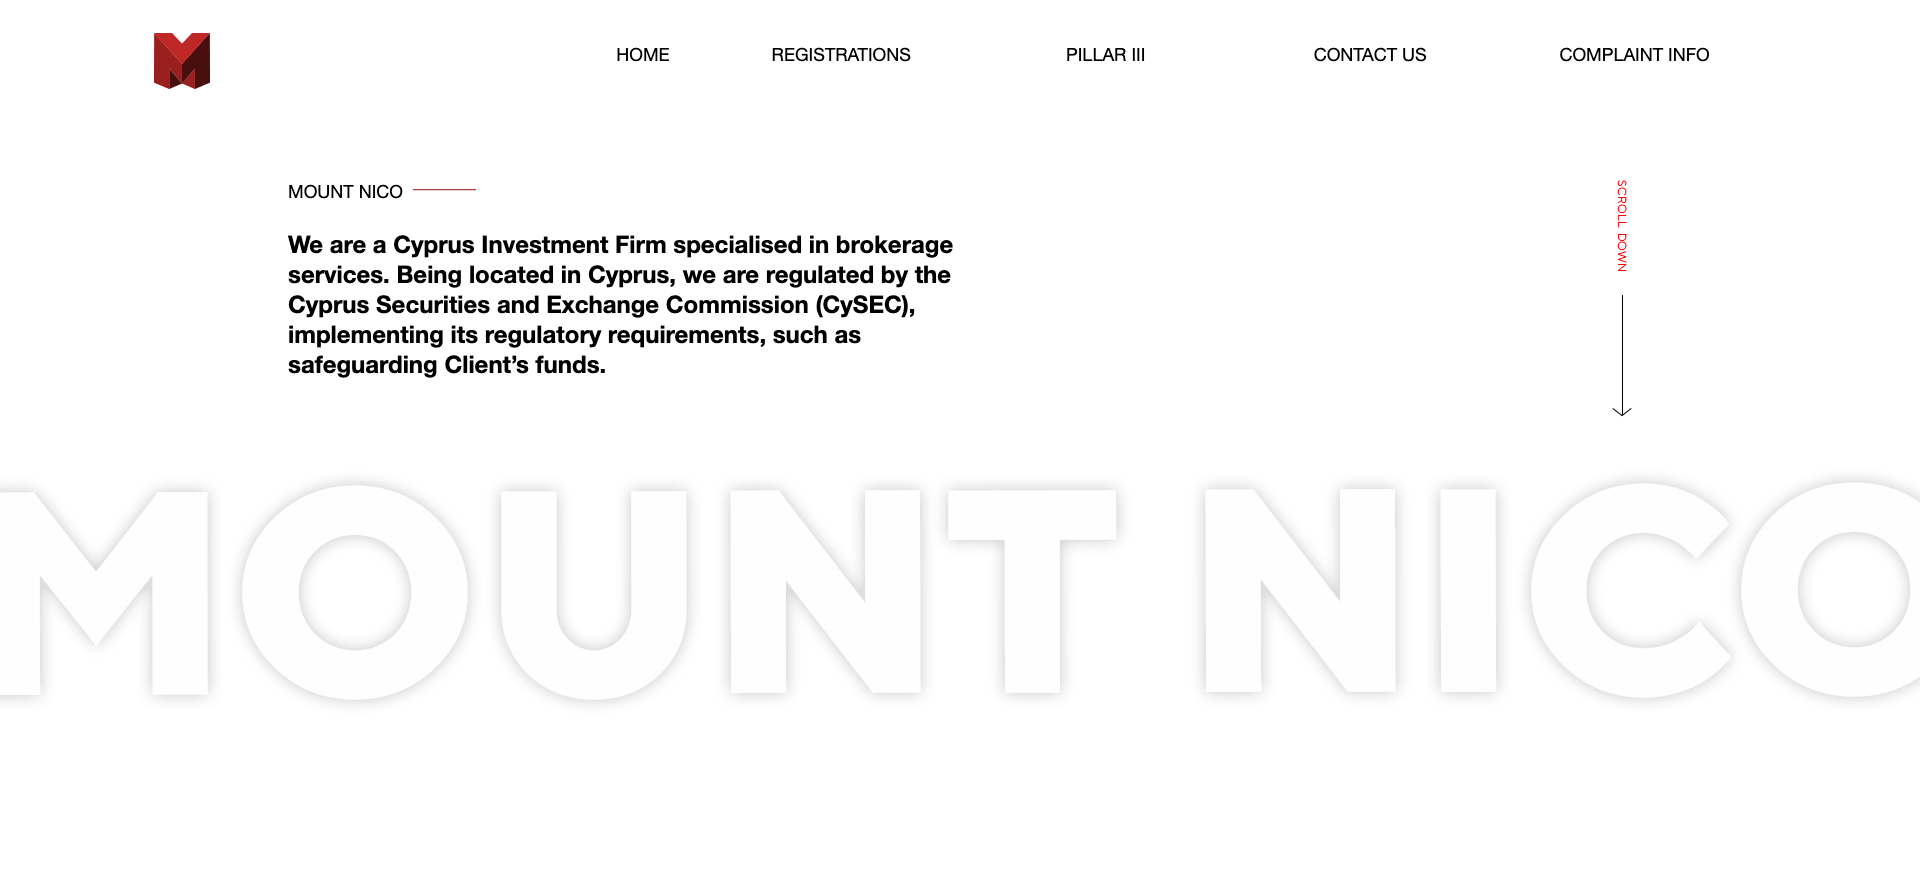 HOME REGISTRATIONS PILLAR III CONTACT US COMPLAINT INFO
MOUNT NICO
We are a Cyprus Investment Firm specialised in brokerage
services. Being located in Cyprus, we are regulated by the
Cyprus Securities and Exchange Commission (CySEC),
implementing its regulatory requirements, such as
safeguarding Client’s funds.
SCROLL DOWN
MOUNT NICO